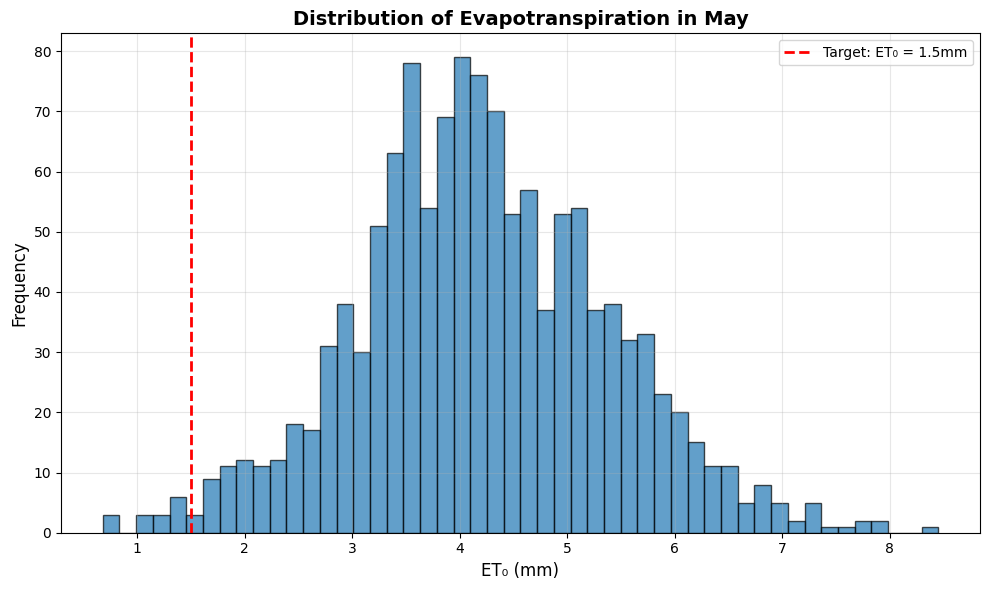 Distribution of Evapotranspiration in May
Target: ET₀ = 1.5mm
Frequency
80
70
60
50
40
30
20
10
0
1 2 3 4 5 6 7 8
ET₀ (mm)